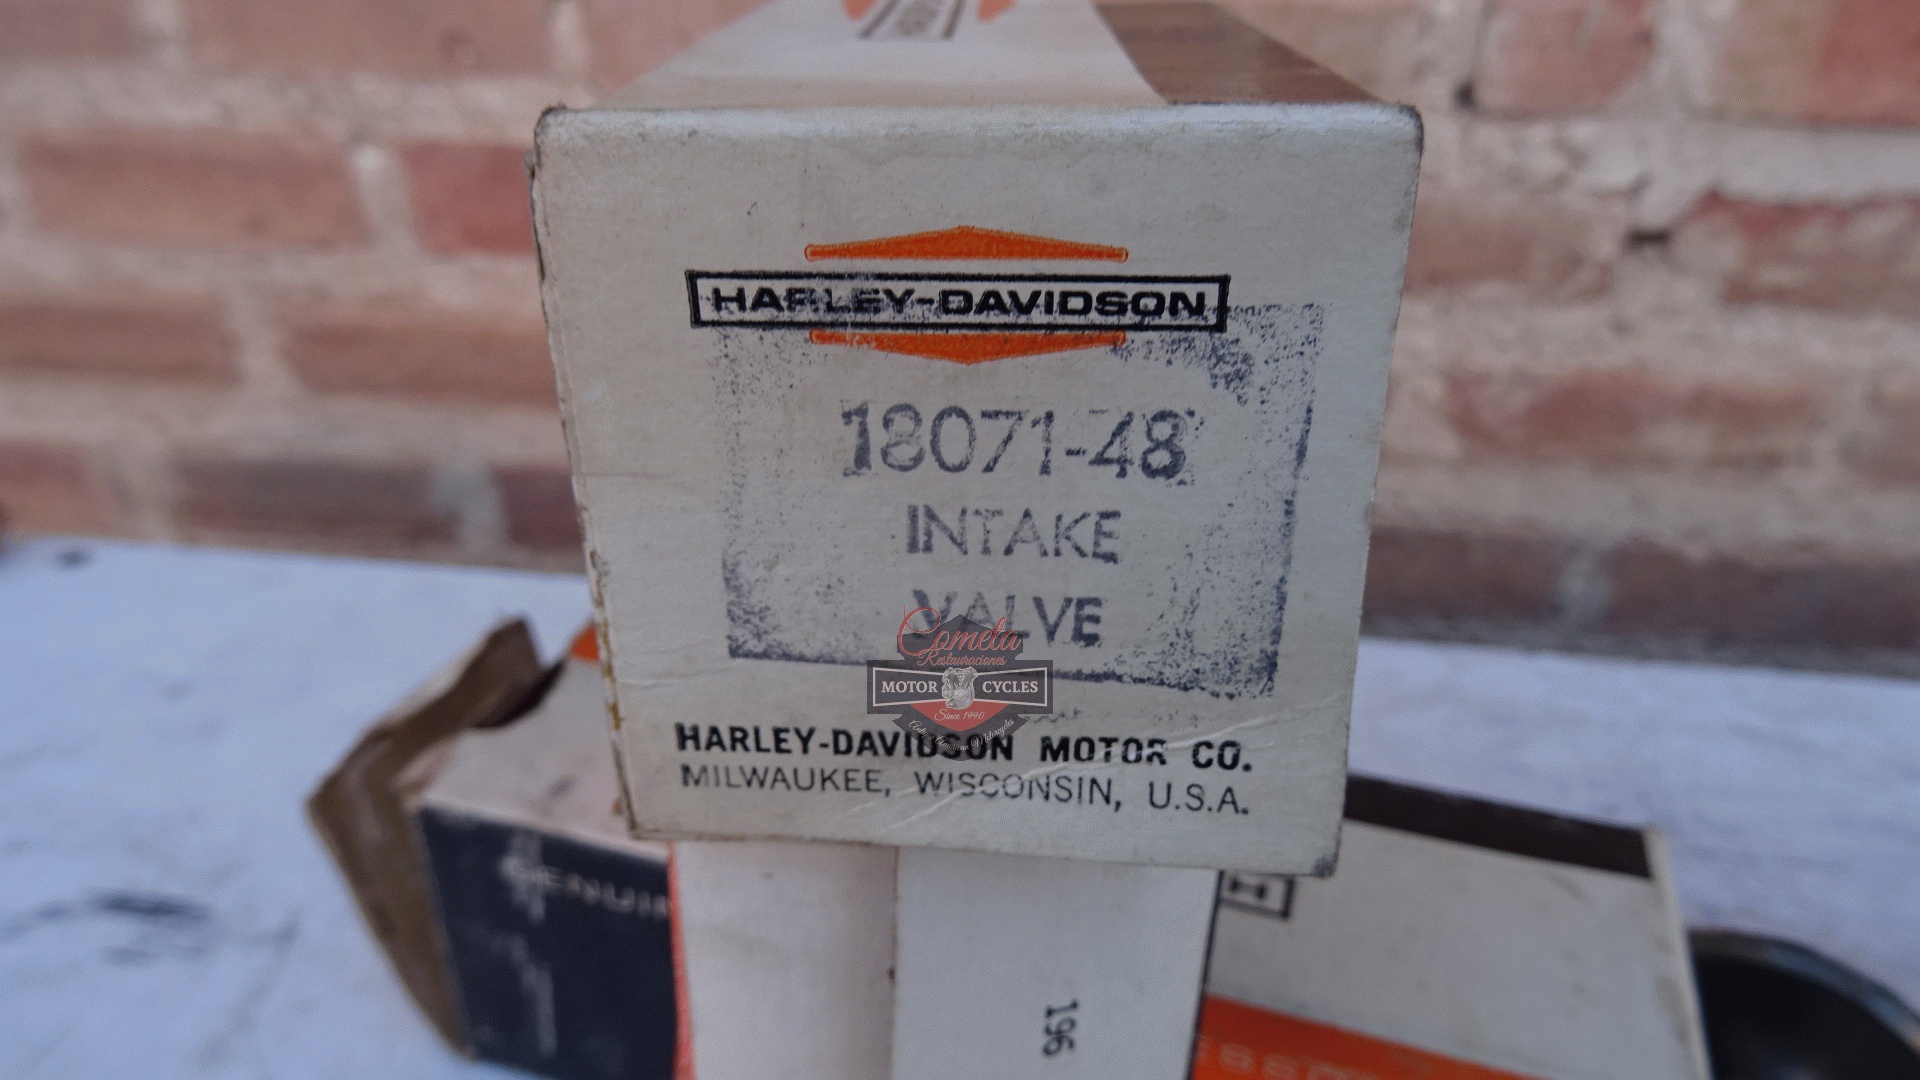 HARLEY-DAVIDSON
18071-48
INTAKE
VALVE
Cometa
Restauraciones
MOTOR CYCLES
Since 1990
HARLEY-DAVIDSON MOTOR CO.
MILWAUKEE, WISCONSIN, U.S.A.
196